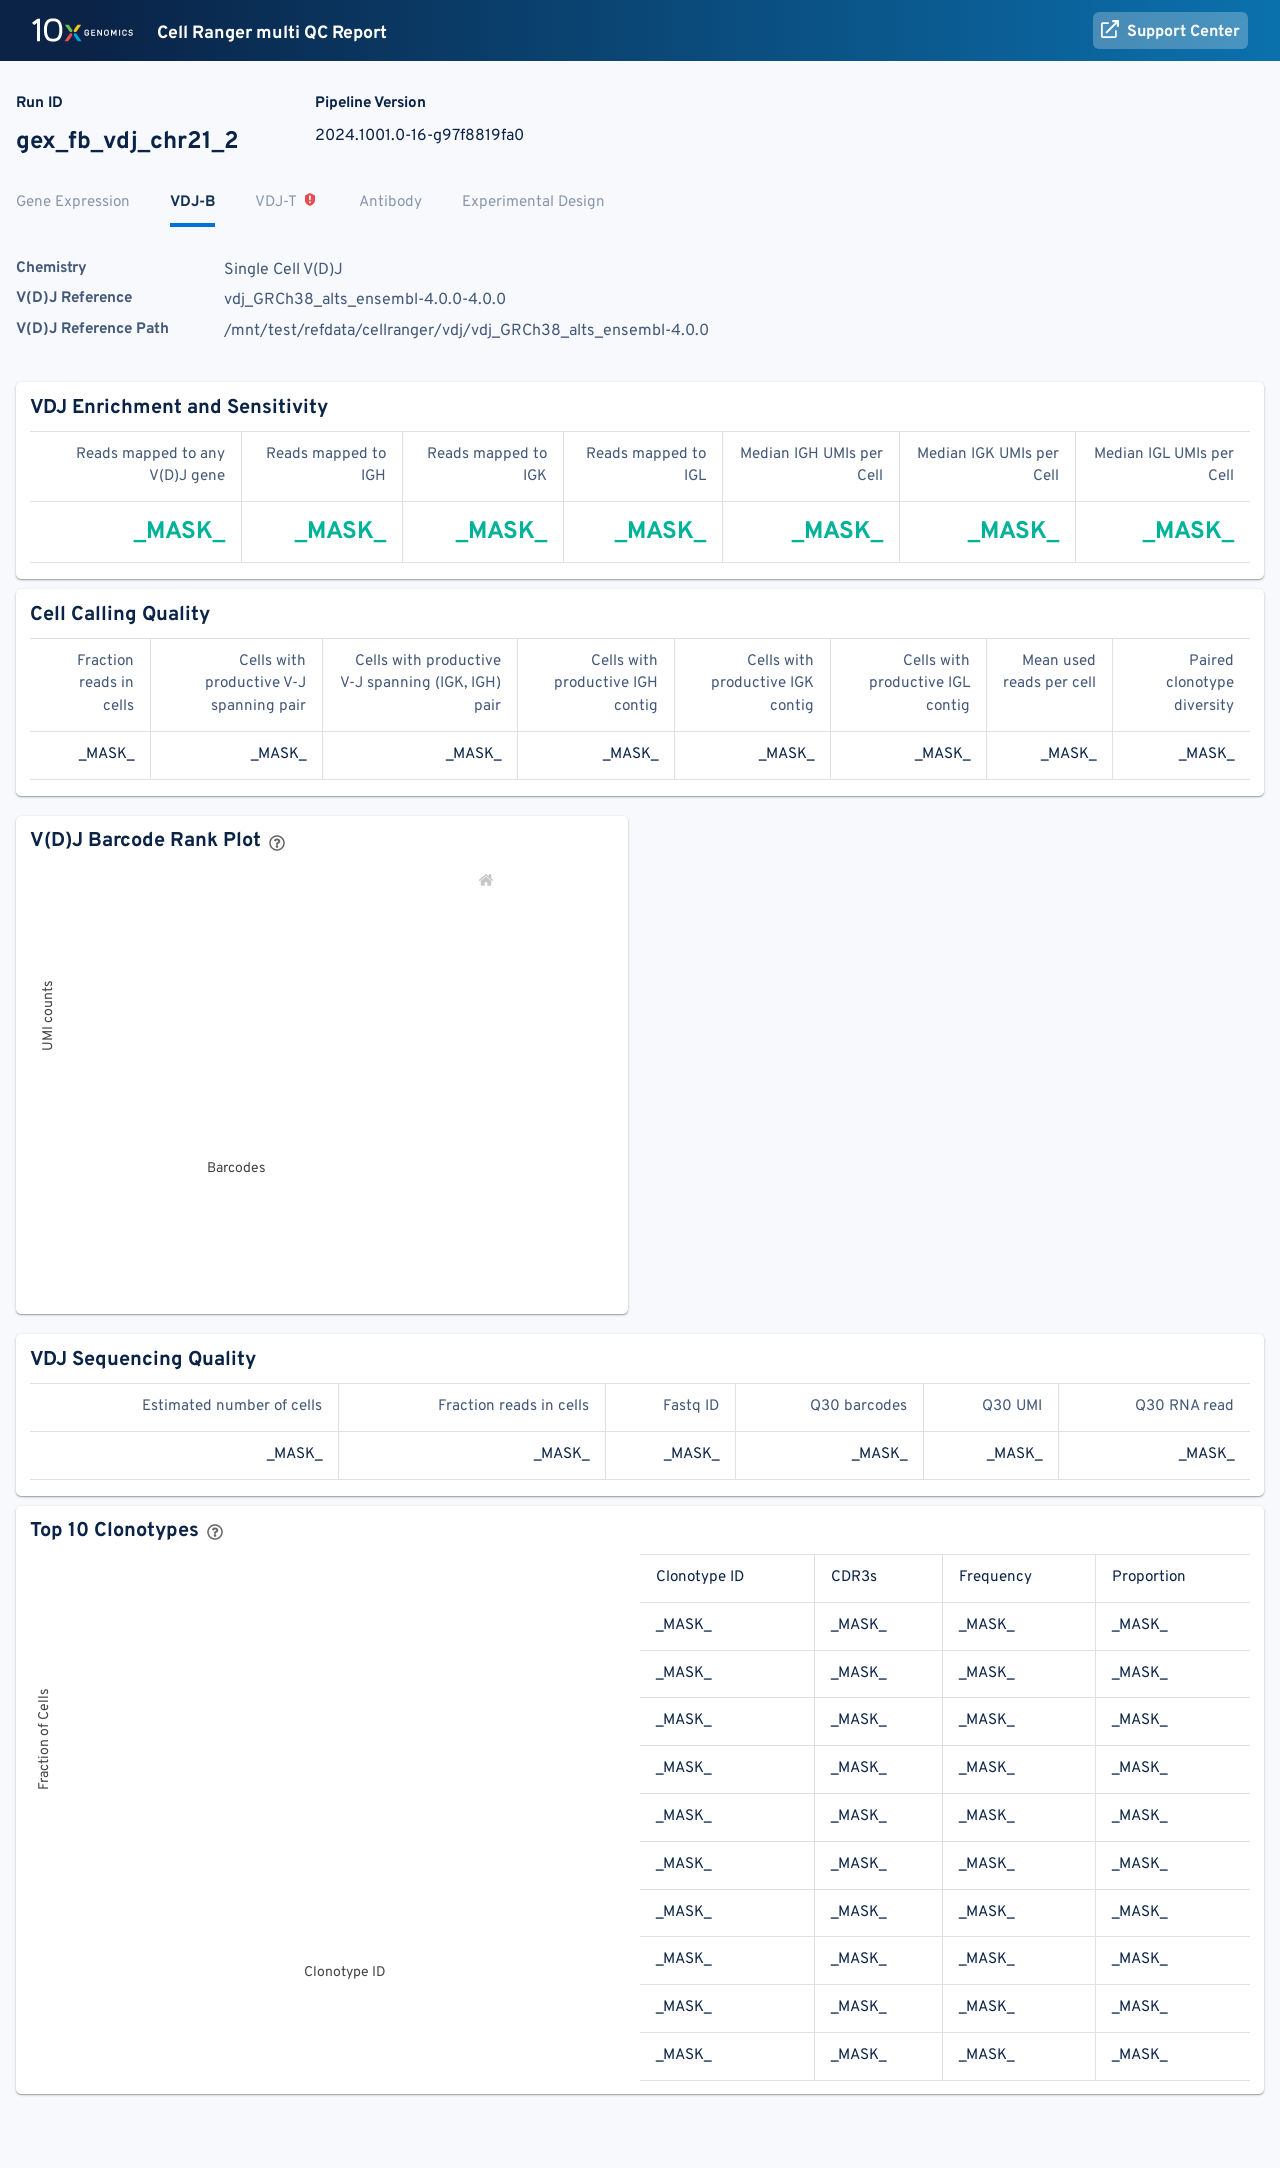 10x GENOMICS Cell Ranger multi QC Report Support Center
Run ID Pipeline Version
gex_fb_vdj_chr21_2 2024.1001.0-16-g97f8819fa0
Gene Expression VDJ-B VDJ-T Antibody Experimental Design
Chemistry Single Cell V(D)J
V(D)J Reference vdj_GRCh38_alts_ensembl-4.0.0-4.0.0
V(D)J Reference Path /mnt/test/refdata/cellranger/vdj/vdj_GRCh38_alts_ensembl-4.0.0
VDJ Enrichment and Sensitivity
Reads mapped to any Reads mapped to Reads mapped to Reads mapped to Median IGH UMIs per Median IGK UMIs per Median IGL UMIs per
V(D)J gene IGH IGK IGL Cell Cell Cell
_MASK_ _MASK_ _MASK_ _MASK_ _MASK_ _MASK_ _MASK_
Cell Calling Quality
Fraction Cells with Cells with productive Cells with Cells with Cells with Mean used Paired
reads in productive V-J V-J spanning (IGK, IGH) productive IGH productive IGK productive IGL reads per cell clonotype
cells spanning pair pair contig contig contig diversity
_MASK_ _MASK_ _MASK_ _MASK_ _MASK_ _MASK_ _MASK_ _MASK_
V(D)J Barcode Rank Plot
UMI counts
Barcodes
VDJ Sequencing Quality
Estimated number of cells Fraction reads in cells Fastq ID Q30 barcodes Q30 UMI Q30 RNA read
_MASK_ _MASK_ _MASK_ _MASK_ _MASK_ _MASK_
Top 10 Clonotypes
Fraction of Cells
Clonotype ID
Clonotype ID CDR3s Frequency Proportion
_MASK_ _MASK_ _MASK_ _MASK_
_MASK_ _MASK_ _MASK_ _MASK_
_MASK_ _MASK_ _MASK_ _MASK_
_MASK_ _MASK_ _MASK_ _MASK_
_MASK_ _MASK_ _MASK_ _MASK_
_MASK_ _MASK_ _MASK_ _MASK_
_MASK_ _MASK_ _MASK_ _MASK_
_MASK_ _MASK_ _MASK_ _MASK_
_MASK_ _MASK_ _MASK_ _MASK_
_MASK_ _MASK_ _MASK_ _MASK_